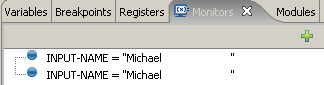 Variables Breakpoints Registers Monitors Modules
INPUT-NAME = "Michael                    "
INPUT-NAME = "Michael                    "